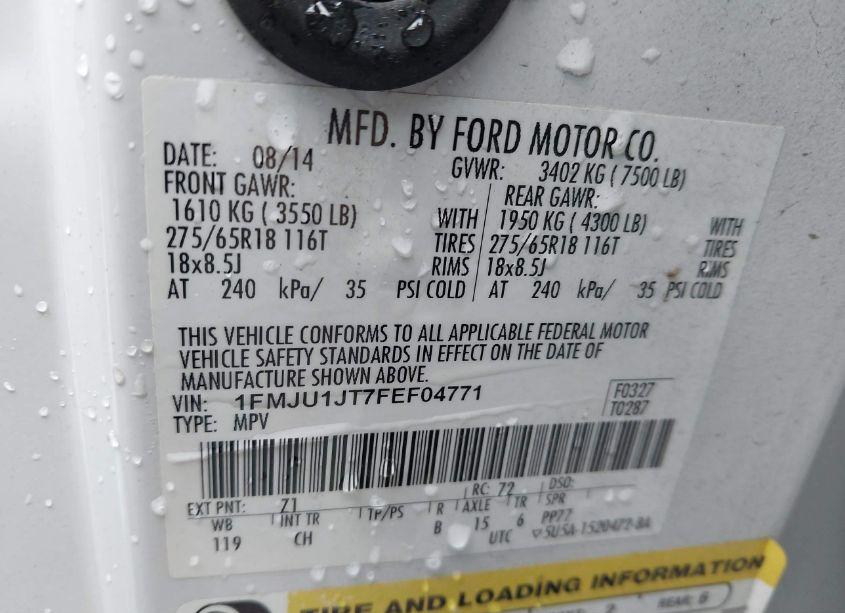 MFD. BY FORD MOTOR CO.
DATE: 08/14 GVWR: 3402 KG ( 7500 LB)
FRONT GAWR: REAR GAWR:
1610 KG ( 3550 LB) WITH 1950 KG ( 4300 LB) WITH
275/65R18 116T TIRES 275/65R18 116T TIRES
18x8.5J RIMS 18x8.5J RIMS
AT 240 kPa/ 35 PSI COLD AT 240 kPa/ 35 PSI COLD
THIS VEHICLE CONFORMS TO ALL APPLICABLE FEDERAL MOTOR
VEHICLE SAFETY STANDARDS IN EFFECT ON THE DATE OF
MANUFACTURE SHOWN ABOVE.
VIN: 1FMJU1JT7FEF04771 F0327
TYPE: MPV T0287
EXT PNT: Z1 RC: 72 DSO:
WB INT TR TP/PS R AXLE TR SPR
119 CH B 15 6 PP77
UTC 5U5A-1520472-BA
TIRE AND LOADING INFORMATION
2 REAR: